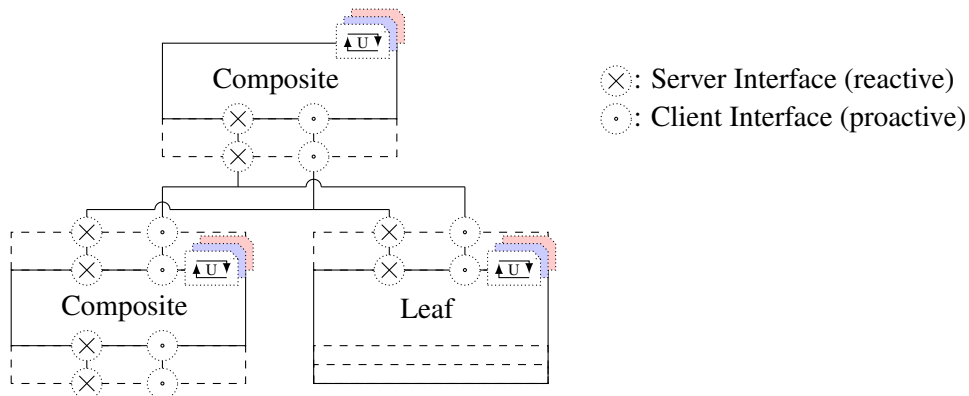 U
Composite
: Server Interface (reactive)
: Client Interface (proactive)
U
U
Composite
Leaf